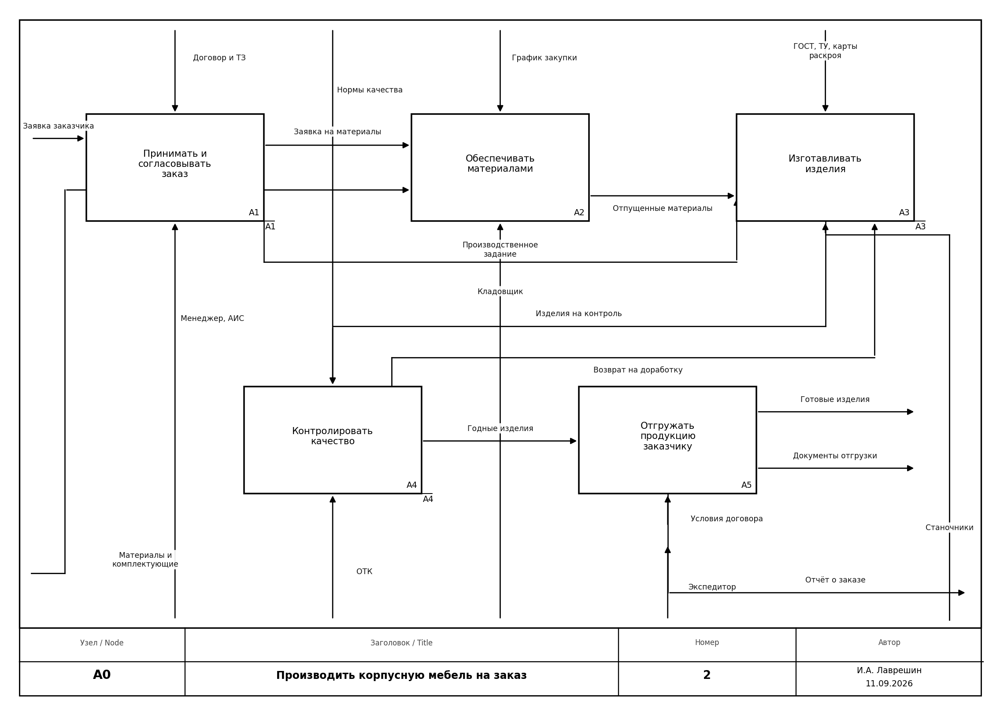 ГОСТ, ТУ, карты
раскроя
Договор и ТЗ
График закупки
Нормы качества
Заявка заказчика
Заявка на материалы
Принимать и
согласовывать
заказ
A1
A1
Обеспечивать
материалами
A2
Изготавливать
изделия
A3
A3
Отпущенные материалы
Производственное
задание
Кладовщик
Менеджер, АИС
Изделия на контроль
Возврат на доработку
Контролировать
качество
A4
A4
Годные изделия
Отгружать
продукцию
заказчику
A5
Готовые изделия
Документы отгрузки
Условия договора
Станочники
Материалы и
комплектующие
ОТК
Экспедитор
Отчёт о заказе
Узел / Node
Заголовок / Title
Номер
Автор
A0
Производить корпусную мебель на заказ
2
И.А. Лаврешин
11.09.2026